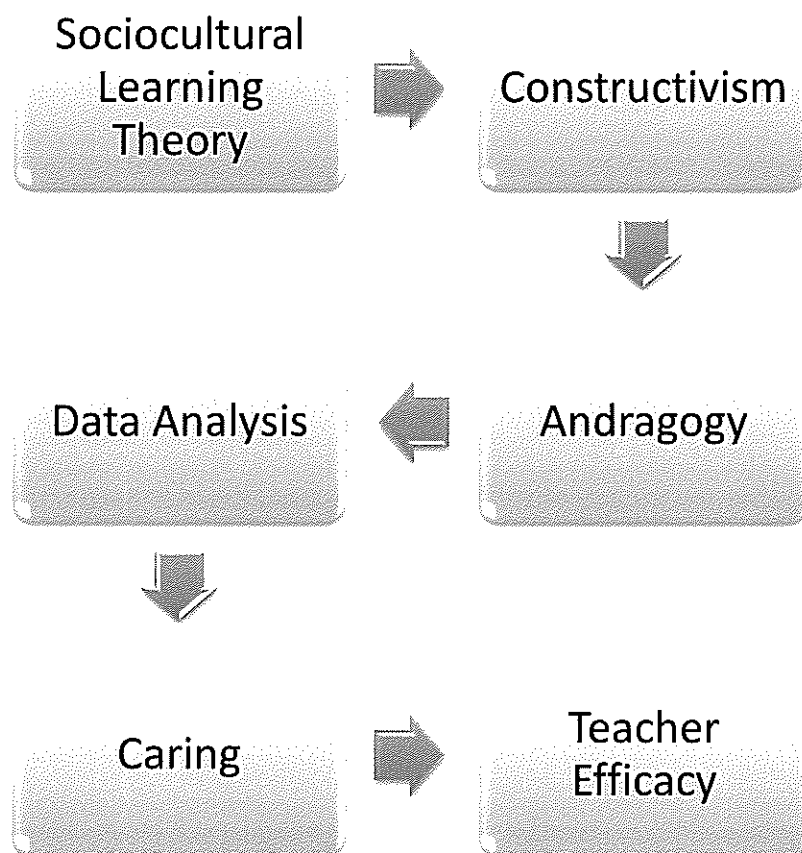 Sociocultural
Learning
Theory
Constructivism
Data Analysis
Andragogy
Caring
Teacher
Efficacy